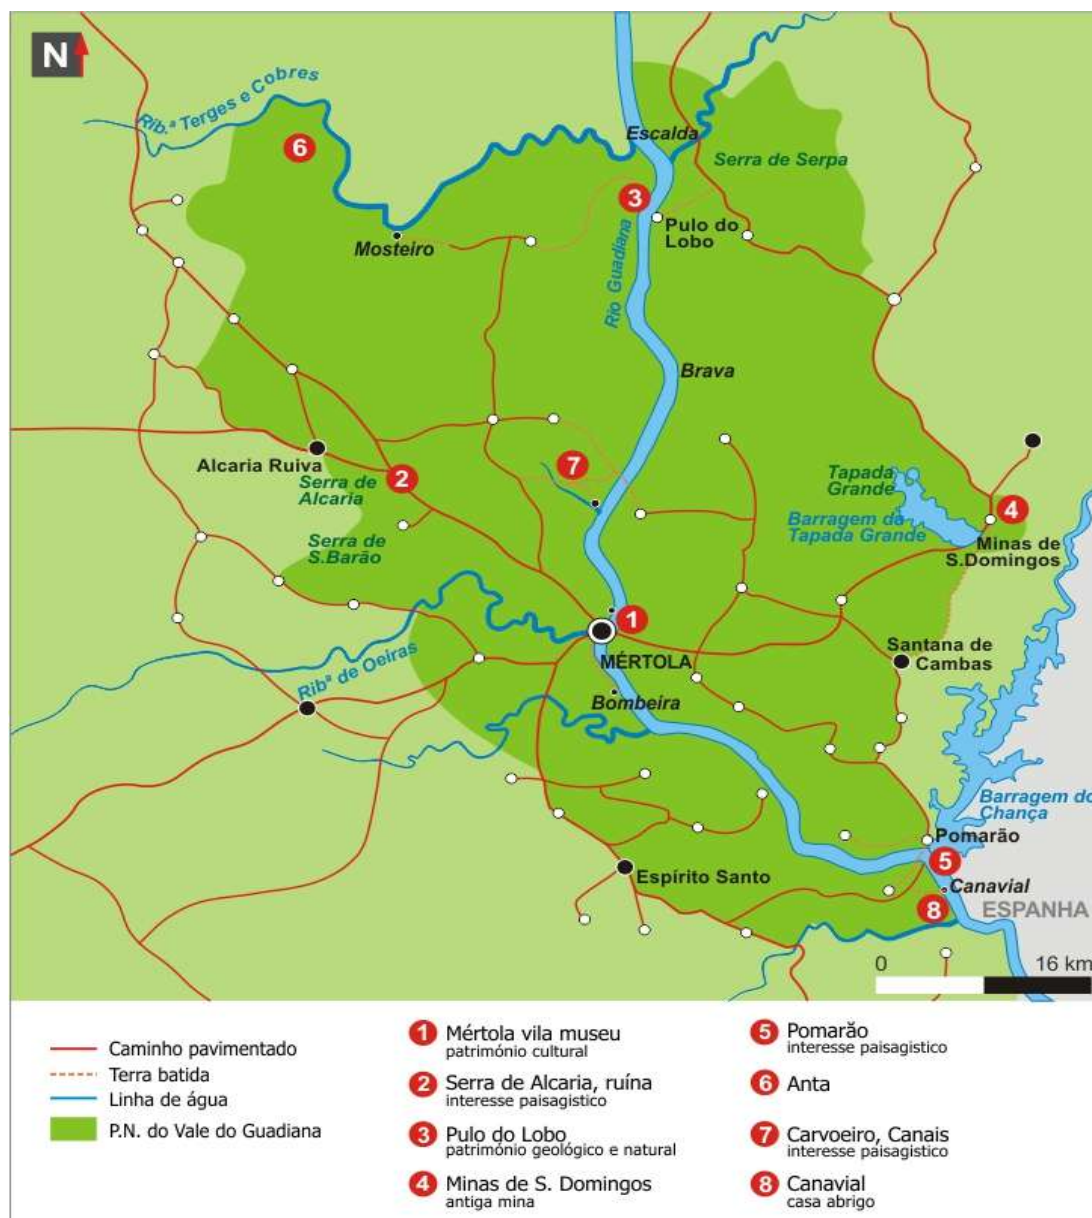 N
Rib.ª Terges e Cobres
6
Escalda
Serra de Serpa
3
Mosteiro
Pulo do
Lobo
Rio Guadiana
Brava
Alcaria Ruiva
2
7
Serra de
Alcaria
Tapada
Grande
4
Serra de
S.Barão
Barragem da
Tapada Grande
Minas de
S.Domingos
1
MÉRTOLA
Santana de
Cambas
Ribª de Oeiras
Bombeira
Barragem do
Chança
Pomarão
5
Espírito Santo
Canavial
8
ESPANHA
0 16 km
Caminho pavimentado
Terra batida
Linha de água
P.N. do Vale do Guadiana
1 Mértola vila museu
património cultural
2 Serra de Alcaria, ruína
interesse paisagistico
3 Pulo do Lobo
património geológico e natural
4 Minas de S. Domingos
antiga mina
5 Pomarão
interesse paisagistico
6 Anta
7 Carvoeiro, Canais
interesse paisagistico
8 Canavial
casa abrigo